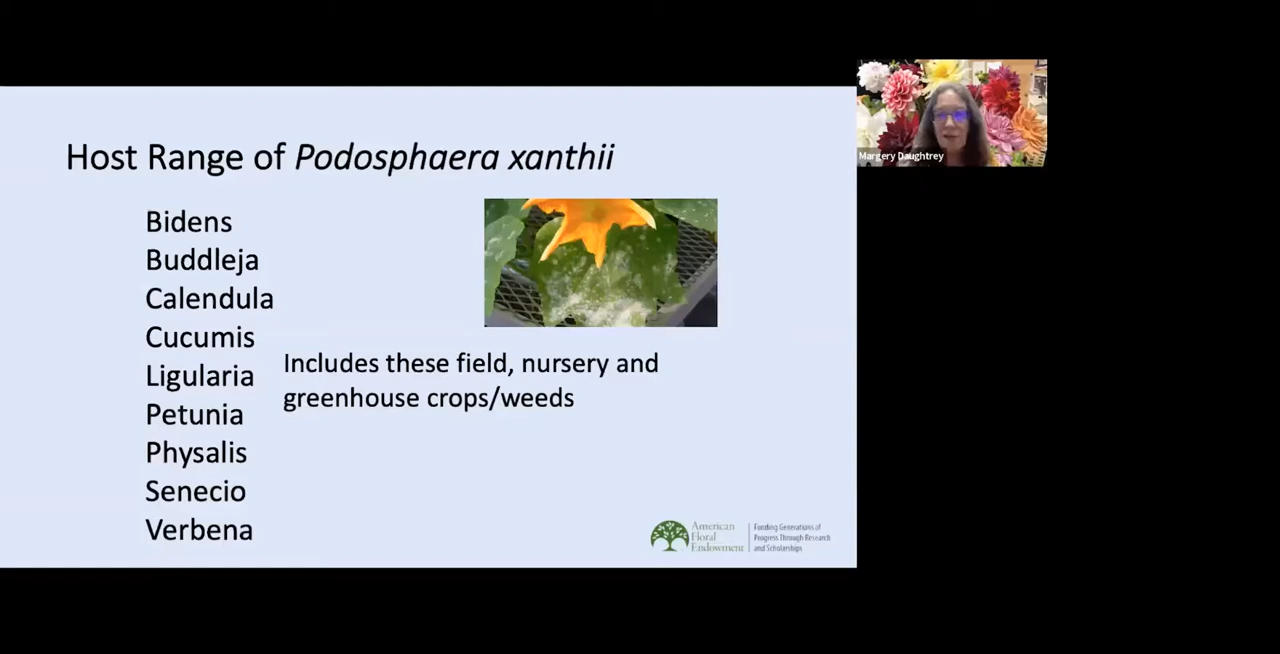 Host Range of Podosphaera xanthii
Bidens
Buddleja
Calendula
Cucumis
Ligularia
Petunia
Physalis
Senecio
Verbena
Includes these field, nursery and
greenhouse crops/weeds
American
Floral
Endowment
Funding Generations of
Progress Through Research
and Scholarships
Margery Daughtrey